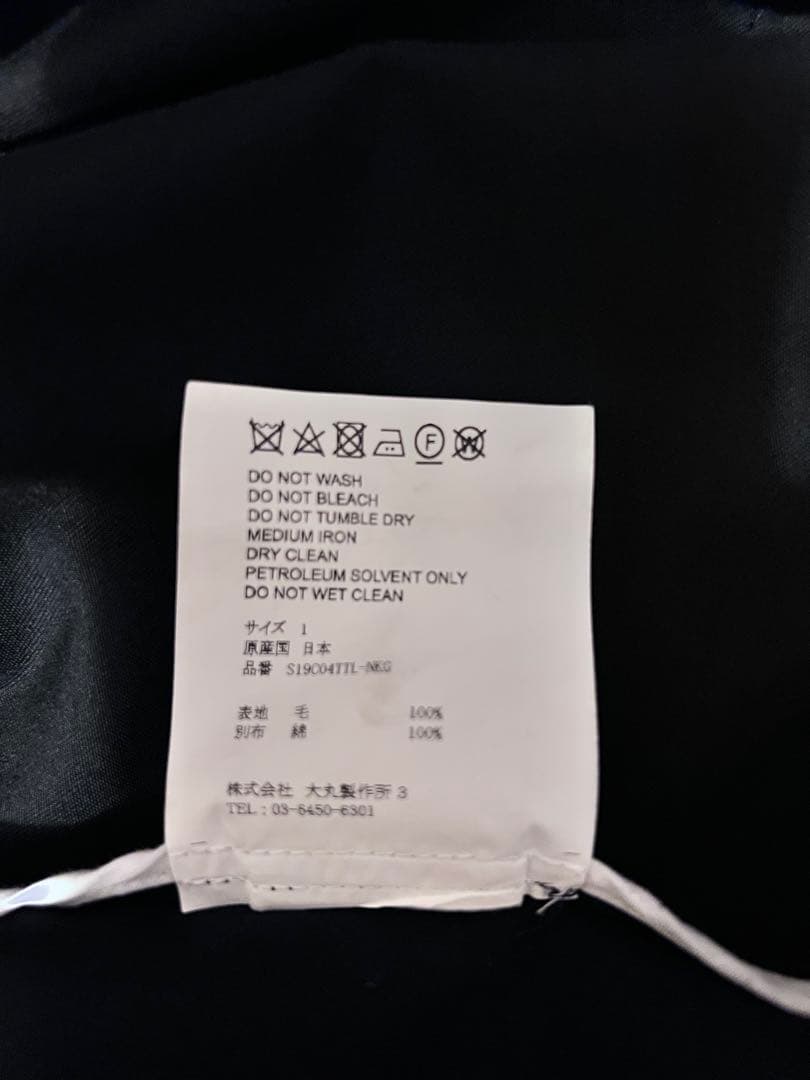 F W
DO NOT WASH
DO NOT BLEACH
DO NOT TUMBLE DRY
MEDIUM IRON
DRY CLEAN
PETROLEUM SOLVENT ONLY
DO NOT WET CLEAN
サイズ 1
原産国 日本
品番 S19C04TTL-NKG
表地 毛 100%
別布 綿 100%
株式会社 大丸製作所 3
TEL：03-6450-6301